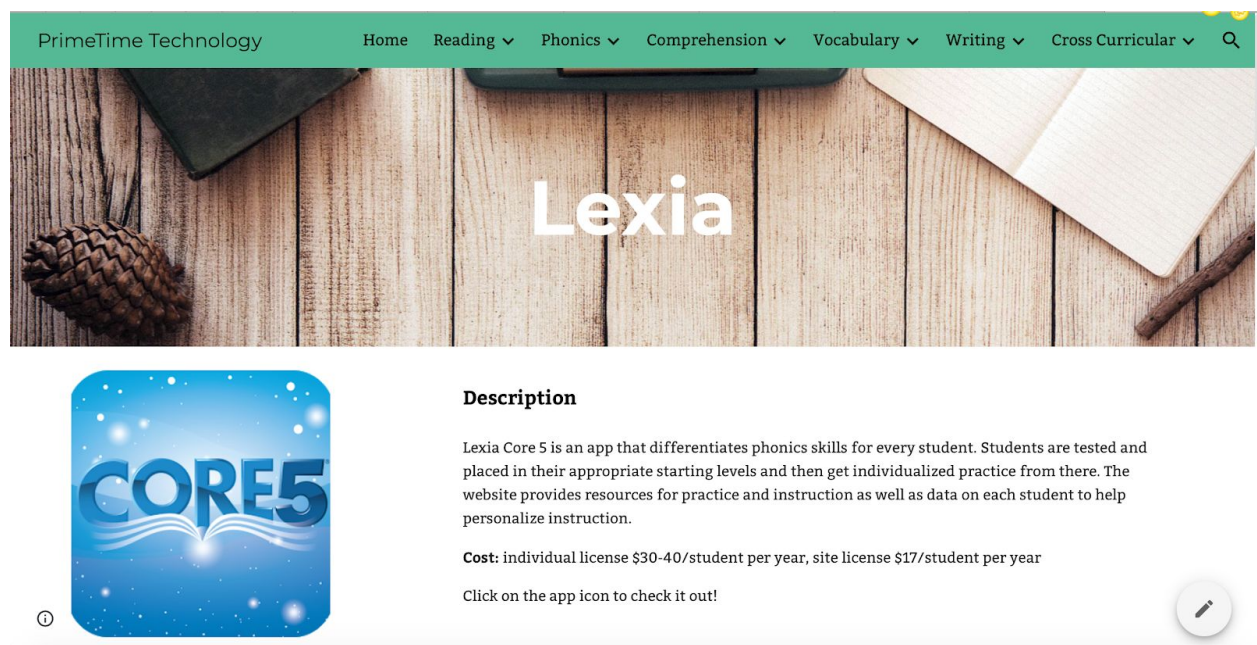 PrimeTime Technology Home Reading Phonics Comprehension Vocabulary Writing Cross Curricular
Lexia
CORE5
Description
Lexia Core 5 is an app that differentiates phonics skills for every student. Students are tested and
placed in their appropriate starting levels and then get individualized practice from there. The
website provides resources for practice and instruction as well as data on each student to help
personalize instruction.
Cost: individual license $30-40/student per year, site license $17/student per year
Click on the app icon to check it out!